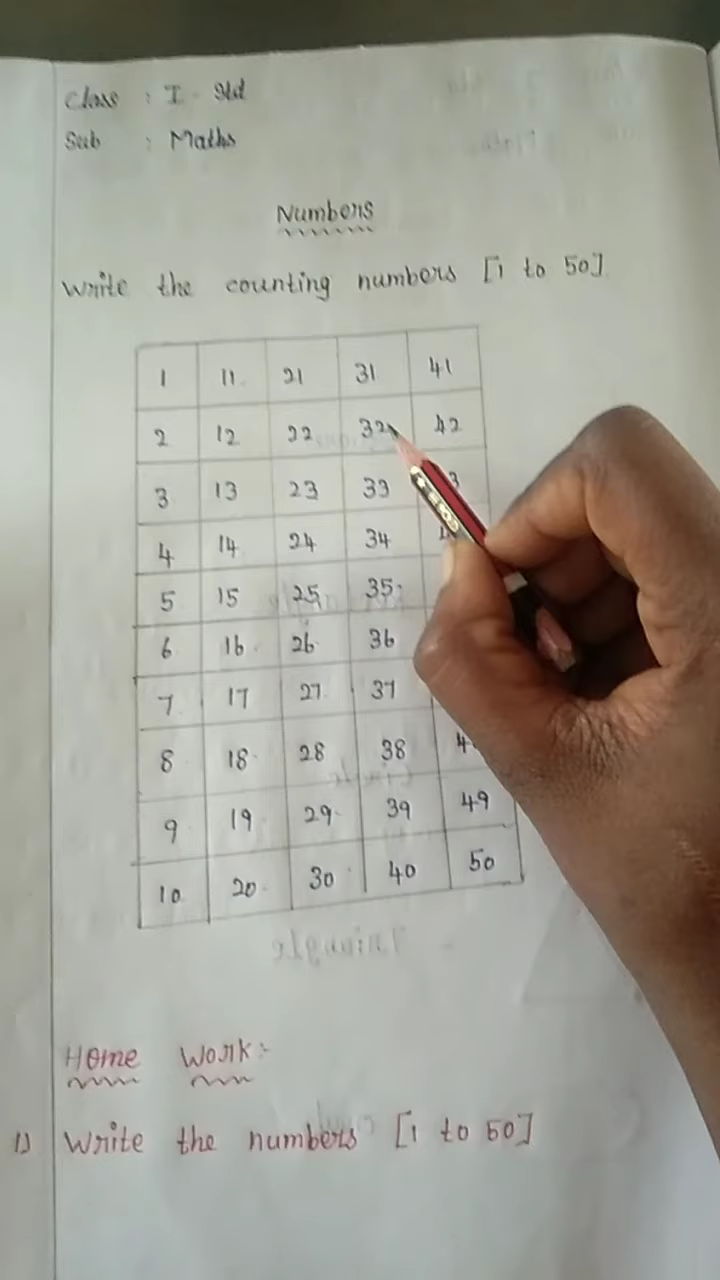 Class : I - Std
Sub : Maths
Numbers
Write the counting numbers [1 to 50]
1 11 21 31 41
2 12 22 32 42
3 13 23 33 3
4 14 24 34
5 15 25 35
6 16 26 36
7 17 27 37
8 18 28 38 4
9 19 29 39 49
10 20 30 40 50
Triangle
Home Work:-
1) Write the numbers [1 to 50]